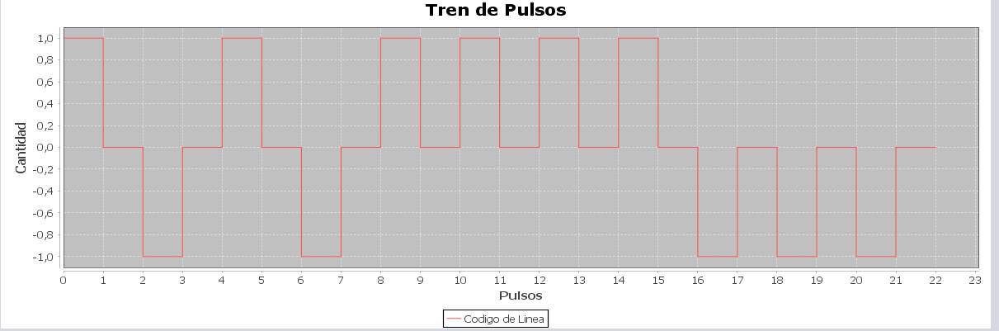 Tren de Pulsos
1,0
0,8
0,6
0,4
0,2
0,0
-0,2
-0,4
-0,6
-0,8
-1,0
Cantidad
0 1 2 3 4 5 6 7 8 9 10 11 12 13 14 15 16 17 18 19 20 21 22 23
Pulsos
Codigo de Linea